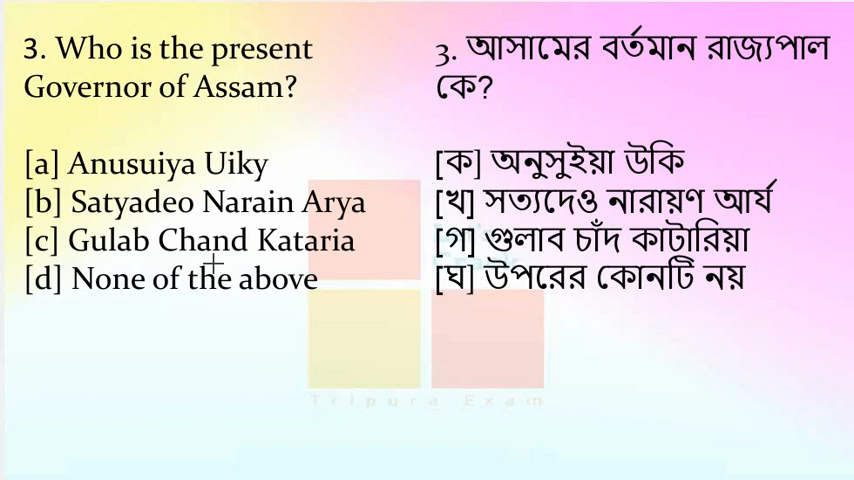 3. Who is the present
Governor of Assam?
[a] Anusuiya Uiky
[b] Satyadeo Narain Arya
[c] Gulab Chand Kataria
[d] None of the above
3. আসামের বর্তমান রাজ্যপাল
কে?
[ক] অনুসুইয়া উকি
[খ] সত্যদেও নারায়ণ আর্য
[গ] গুলাব চাঁদ কাটারিয়া
[ঘ] উপরের কোনটি নয়
Tripura Exam